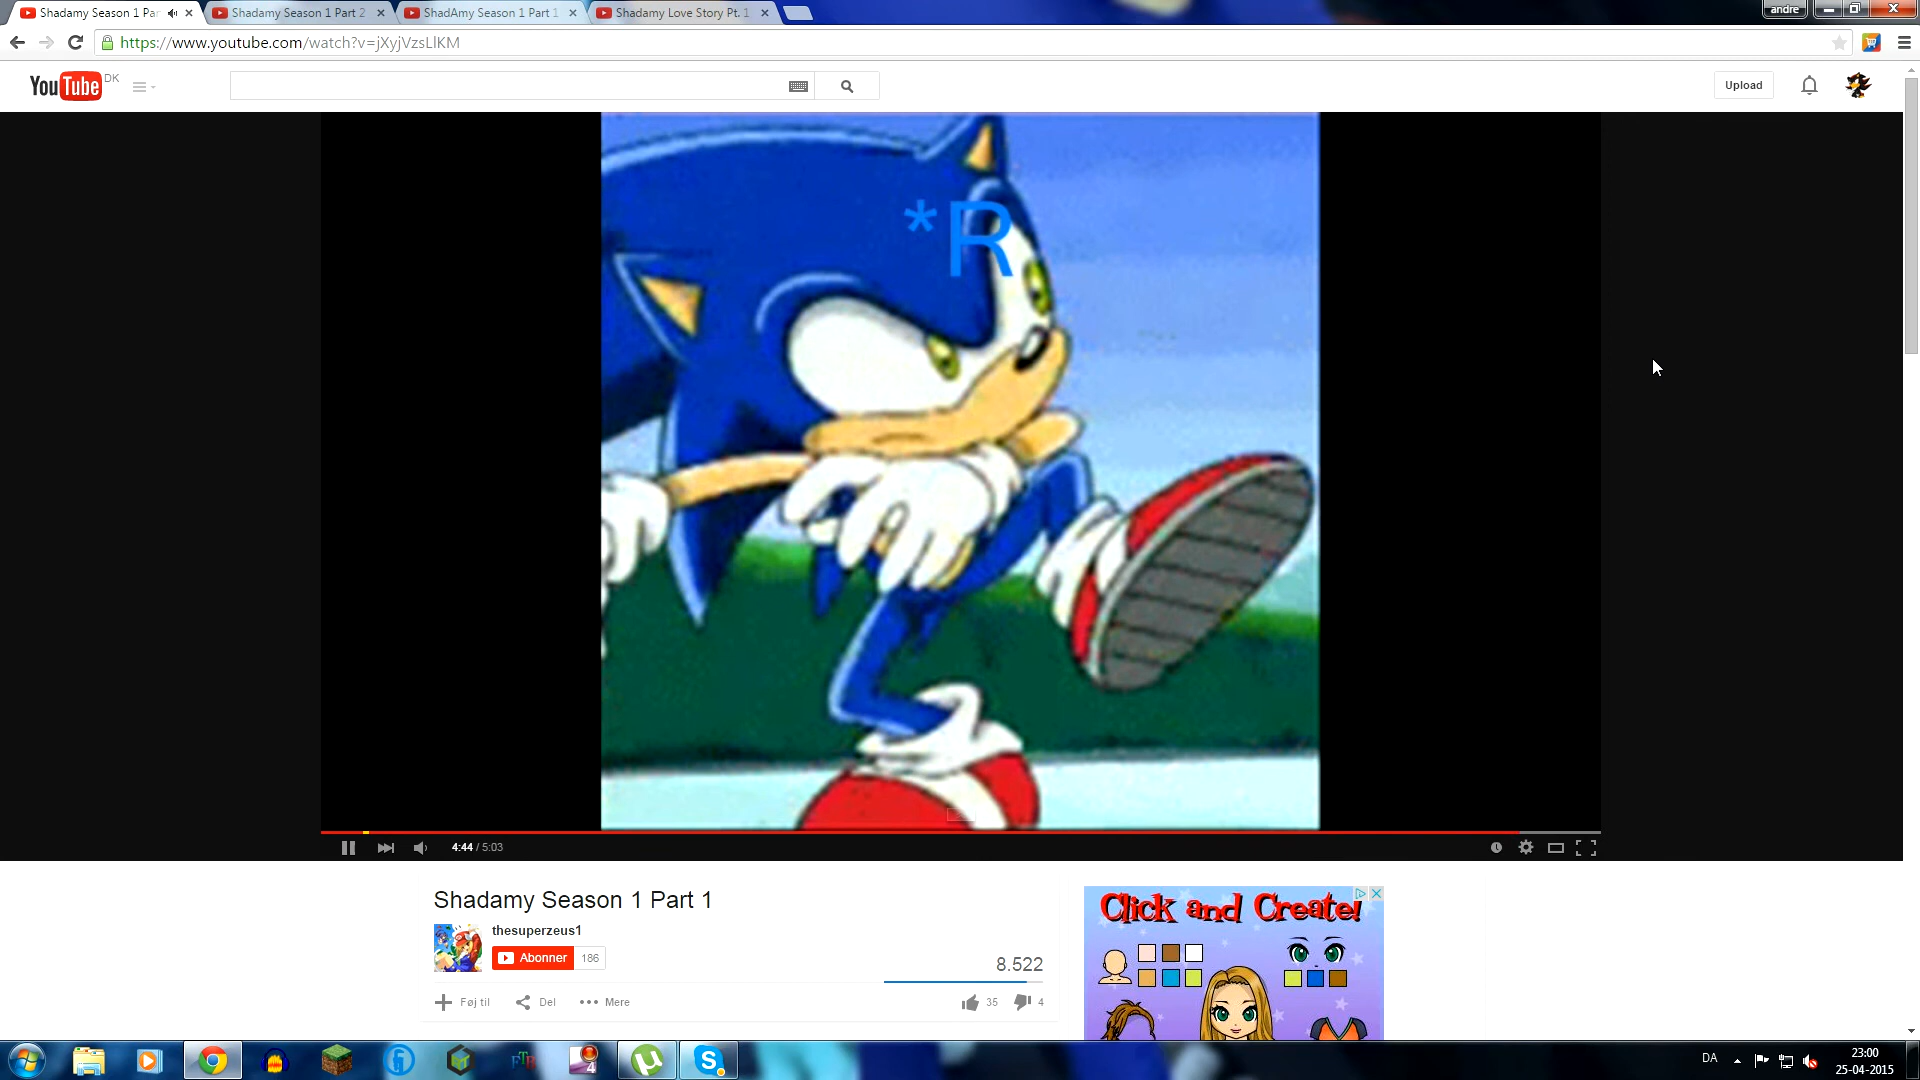 Shadamy Season 1 Pa
Shadamy Season 1 Part 2
ShadAmy Season 1 Part 1
Shadamy Love Story Pt. 1
andre
https://www.youtube.com/watch?v=jXyjVzsLlKM
YouTube DK
Upload
*R
4:44 / 5:03
Shadamy Season 1 Part 1
thesuperzeus1
Abonner 186
8.522
Føj til
Del
Mere
35
4
Click and Create!
FTB
4
DA
23:00
25-04-2015